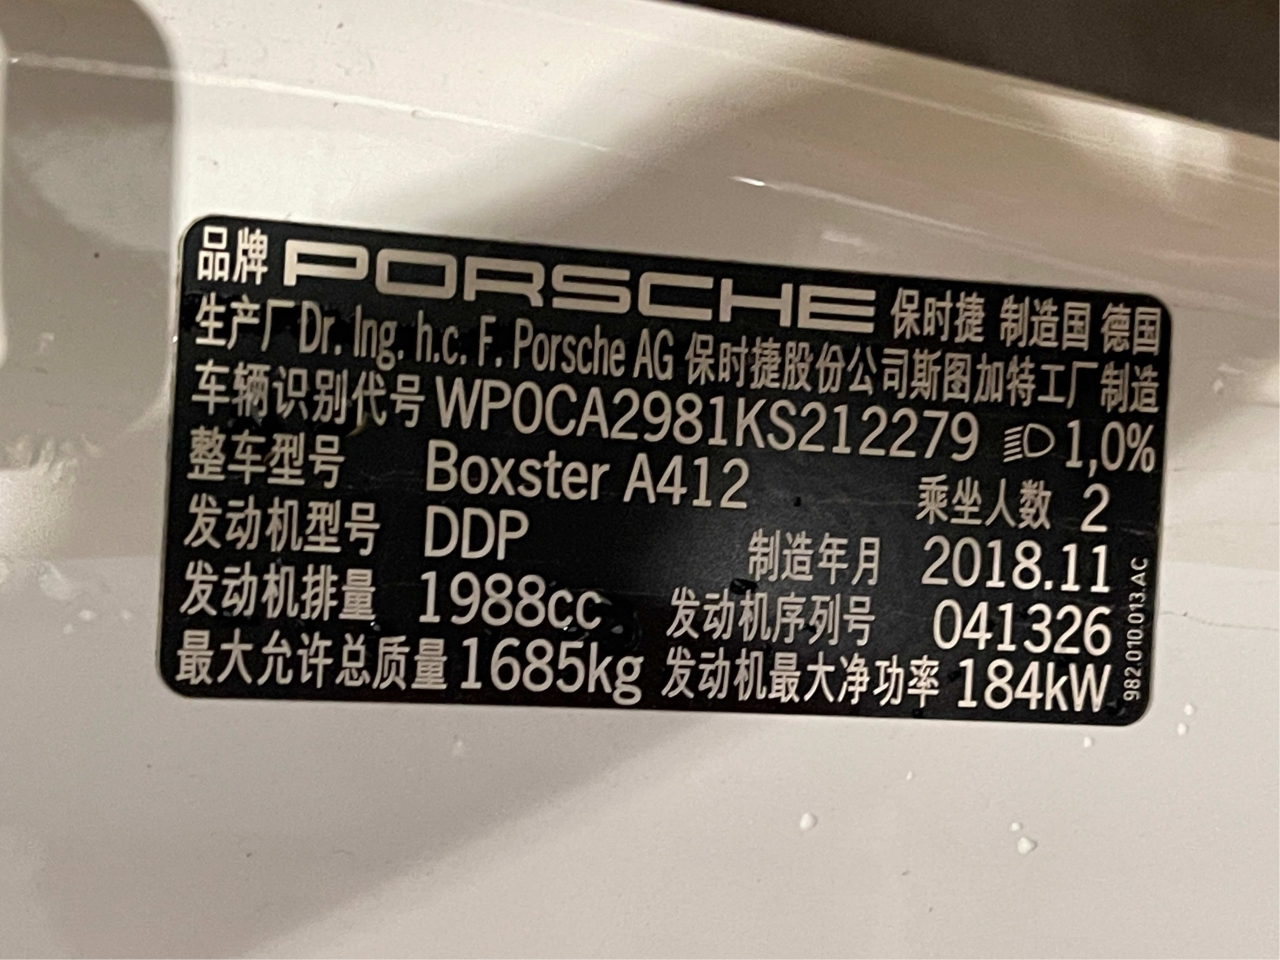 品牌 PORSCHE 保时捷 制造国 德国
生产厂 Dr. Ing. h.c. F. Porsche AG 保时捷股份公司斯图加特工厂制造
车辆识别代号 WP0CA2981KS212279 1,0%
整车型号 Boxster A412 乘坐人数 2
发动机型号 DDP 制造年月 2018.11
发动机排量 1988cc 发动机序列号 041326
最大允许总质量 1685kg 发动机最大净功率 184kW
982.010.013.AC